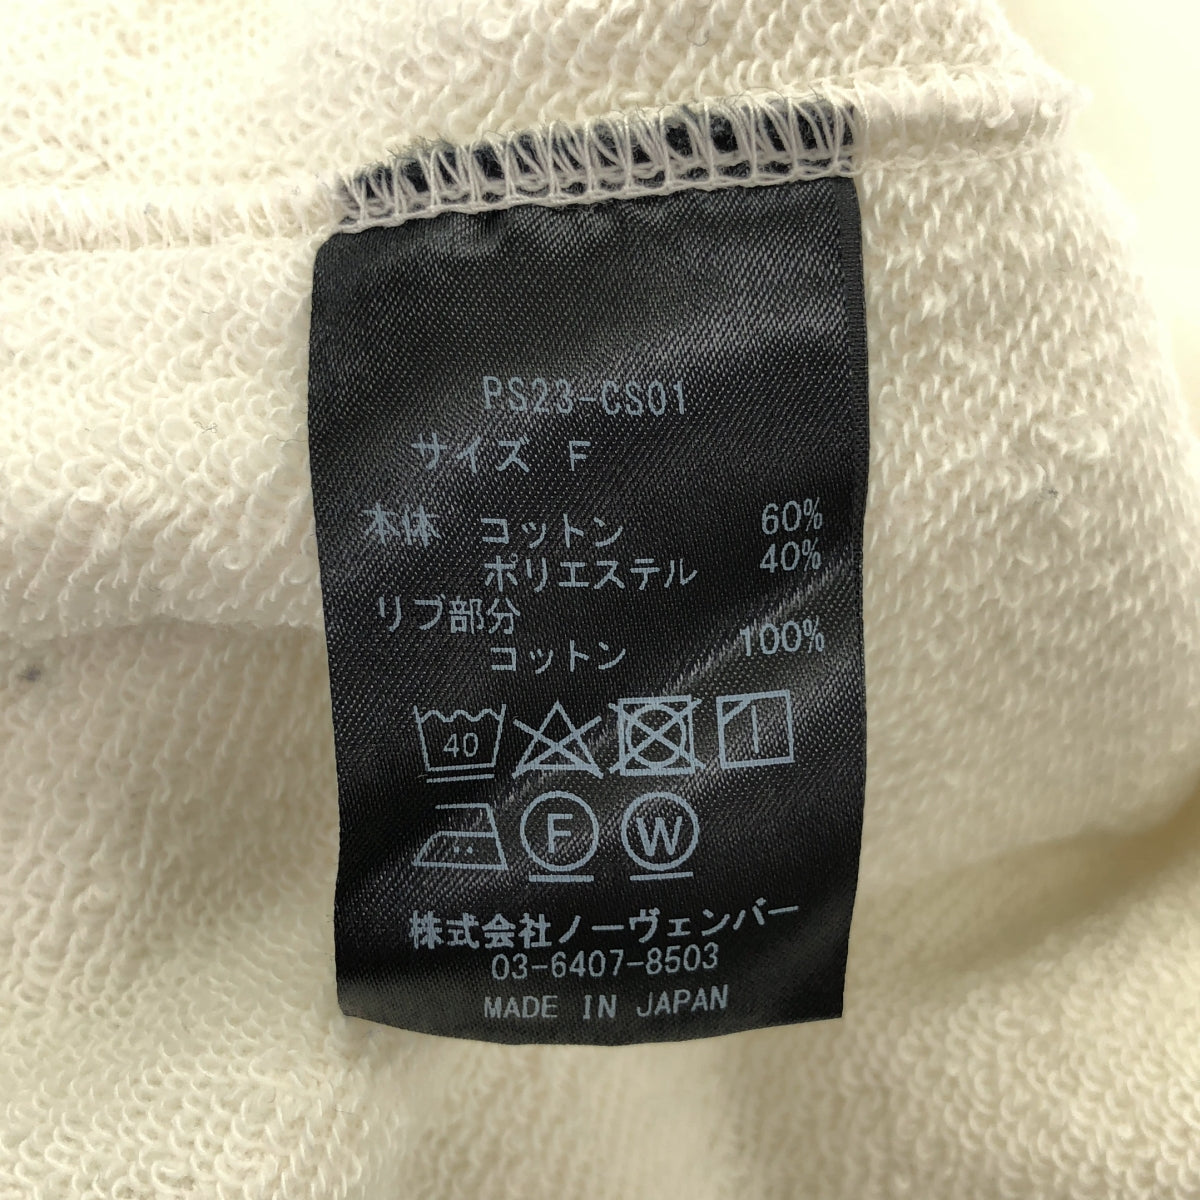 PS23-CS01
サイズ F
本体 コットン 60%
ポリエステル 40%
リブ部分
コットン 100%
40
F W
株式会社ノーヴェンバー
03-6407-8503
MADE IN JAPAN